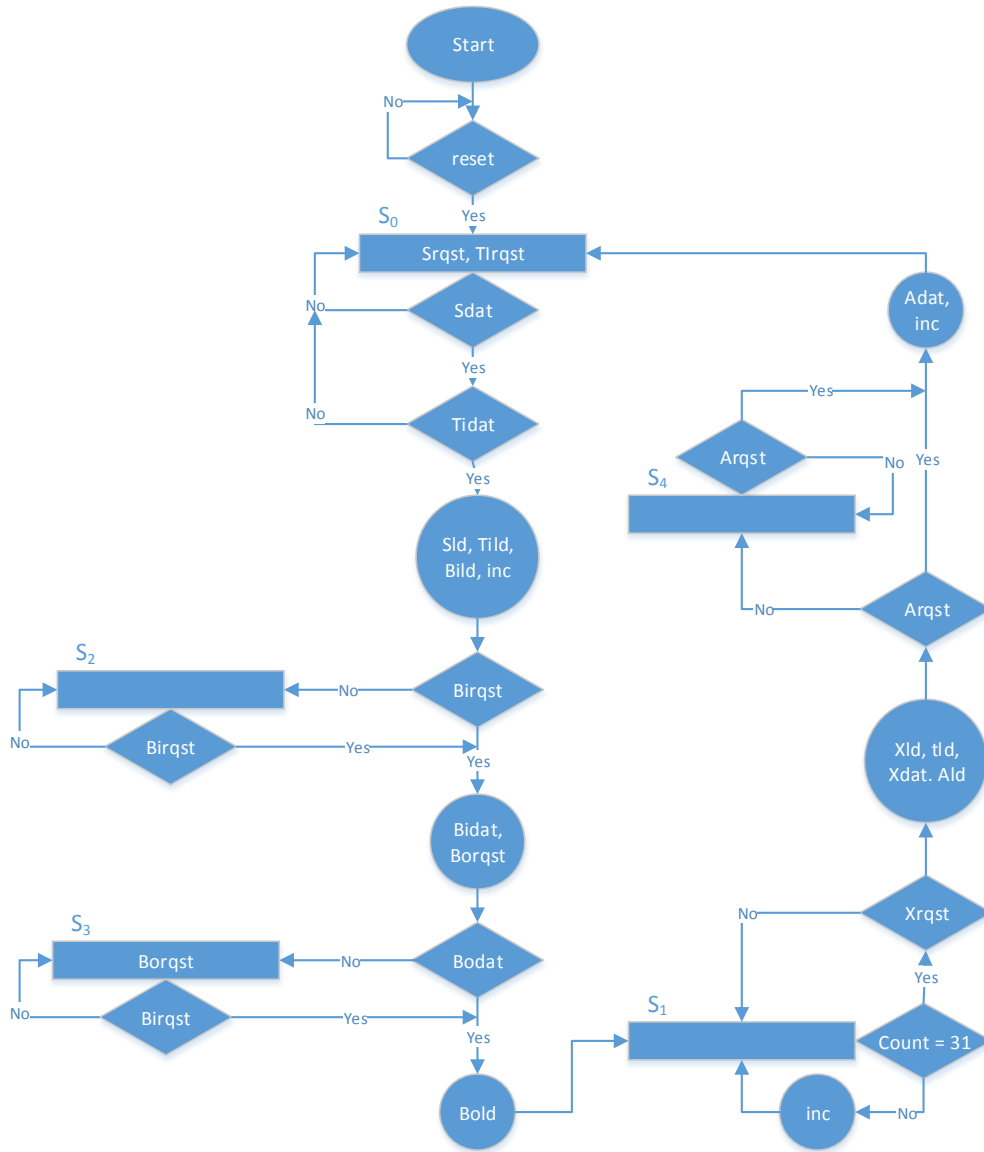 Start
No
reset
Yes
S₀
Srqst, TIrqst
Sdat
No
Yes
Tidat
No
Yes
Sld, Tild,
Bild, inc
S₂
Birqst
No
Birqst
No
Yes
Yes
Bidat,
Borqst
S₃
Borqst
No
Bodat
Birqst
No
Yes
Yes
Bold
Adat,
inc
Yes
Arqst
No
Yes
S₄
Arqst
No
Xld, tld,
Xdat. Ald
Xrqst
No
Yes
S₁
Count = 31
inc
No